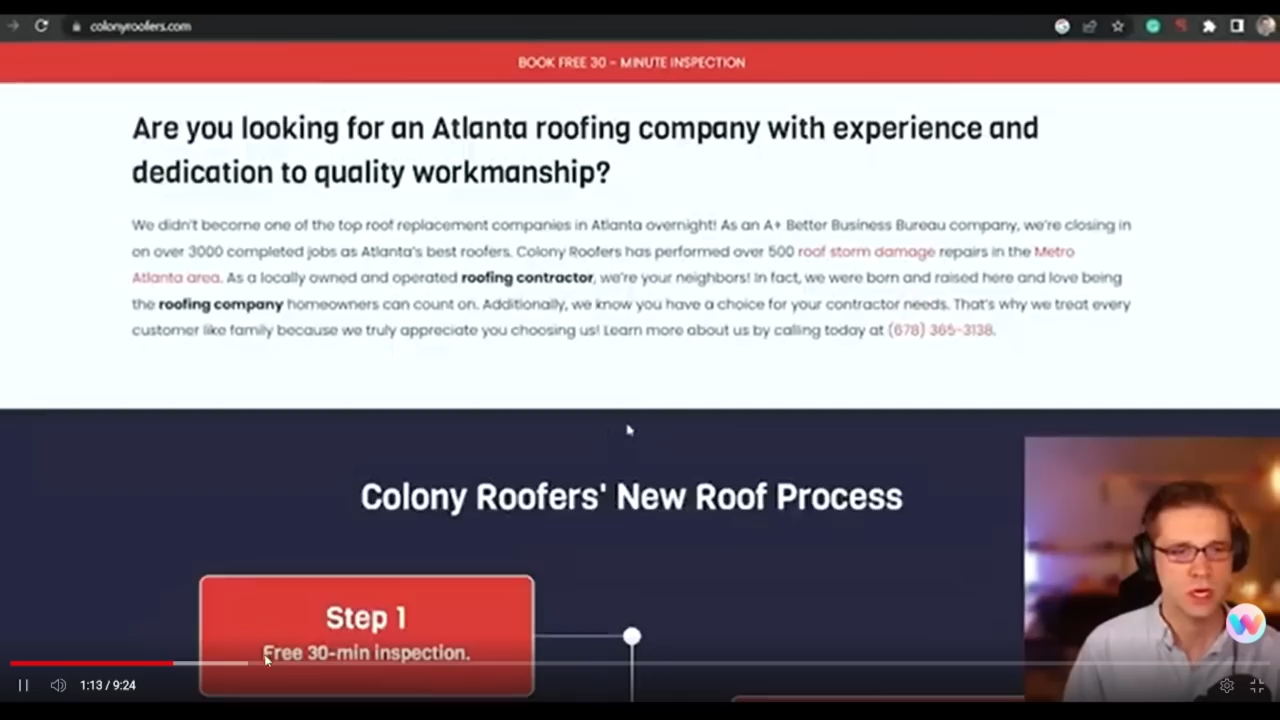 colonyroofers.com
BOOK FREE 30 - MINUTE INSPECTION
Are you looking for an Atlanta roofing company with experience and
dedication to quality workmanship?
We didn't become one of the top roof replacement companies in Atlanta overnight! As an A+ Better Business Bureau company, we're closing in
on over 3000 completed jobs as Atlanta's best roofers. Colony Roofers has performed over 500 roof storm damage repairs in the Metro
Atlanta area. As a locally owned and operated roofing contractor, we're your neighbors! In fact, we were born and raised here and love being
the roofing company homeowners can count on. Additionally, we know you have a choice for your contractor needs. That's why we treat every
customer like family because we truly appreciate you choosing us! Learn more about us by calling today at (678) 365-3138.
Colony Roofers' New Roof Process
Step 1
Free 30-min inspection.
1:13 / 9:24